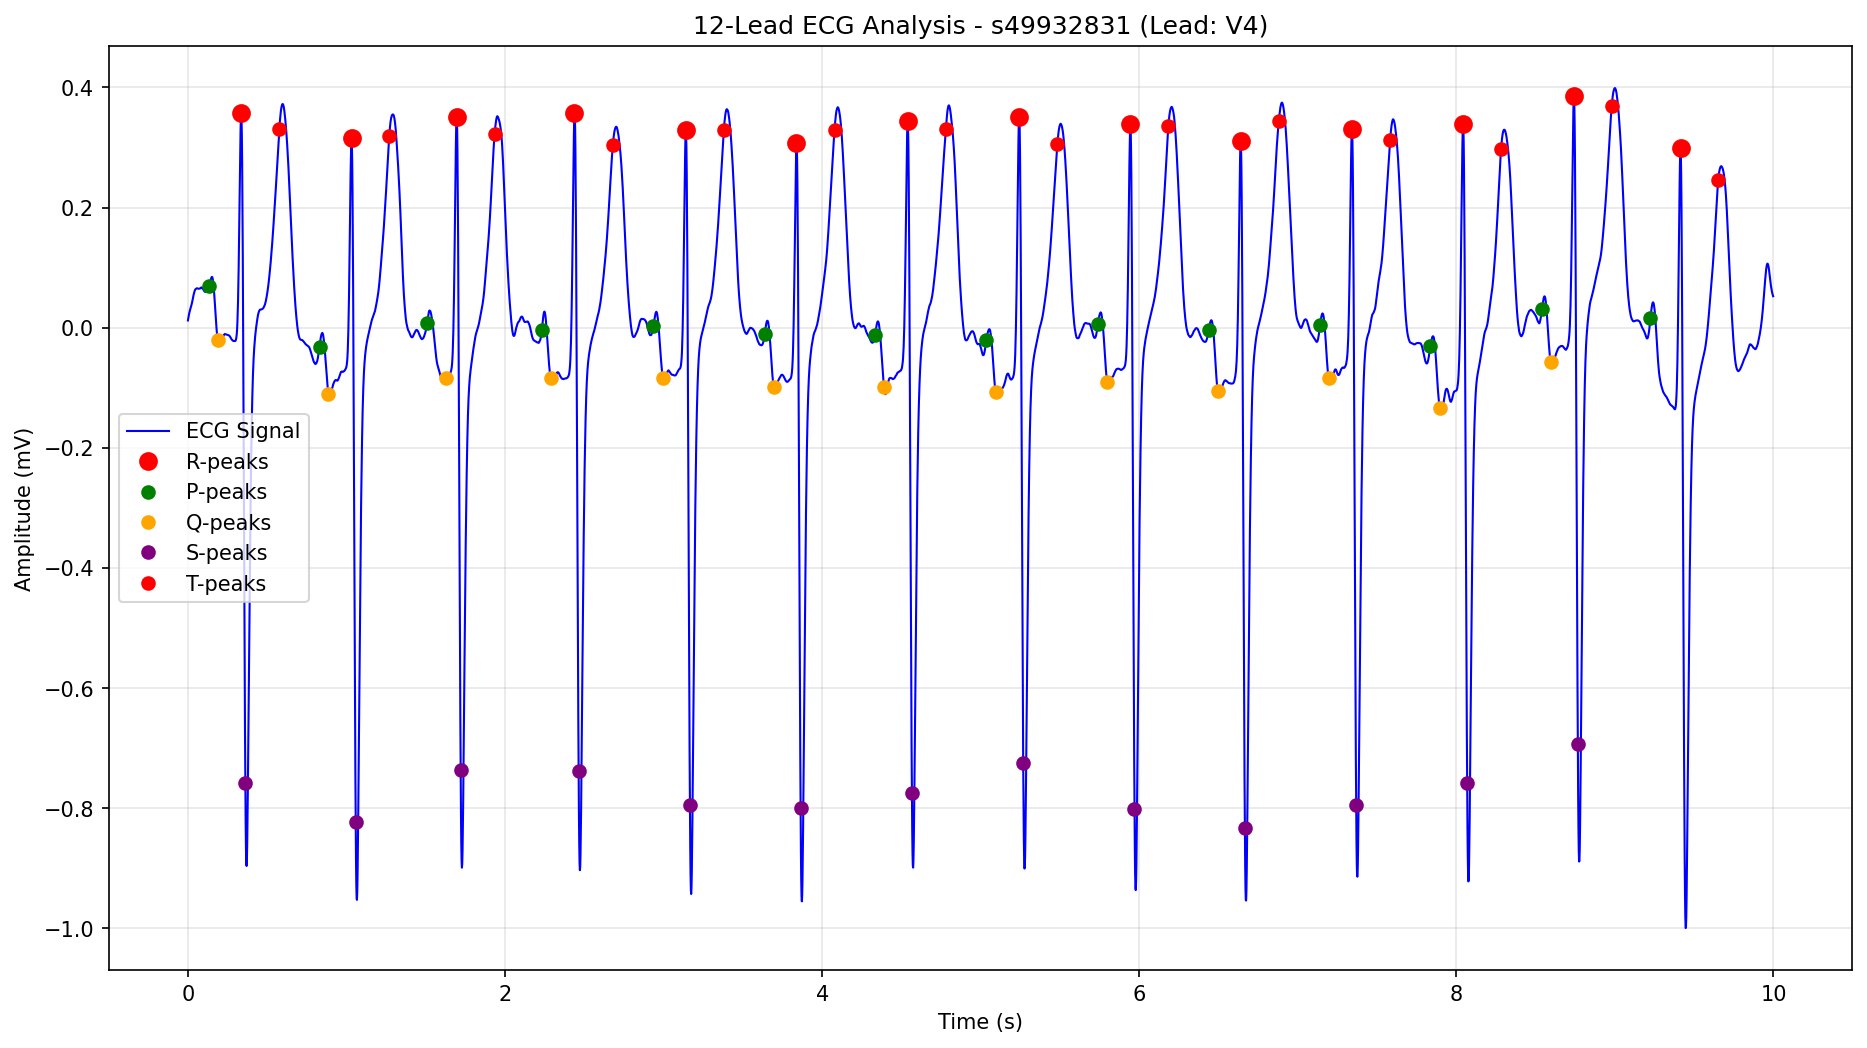 12-Lead ECG Analysis - s49932831 (Lead: V4)
Amplitude (mV)
0.4
0.2
0.0
−0.2
−0.4
−0.6
−0.8
−1.0
ECG Signal
R-peaks
P-peaks
Q-peaks
S-peaks
T-peaks
0 2 4 6 8 10
Time (s)